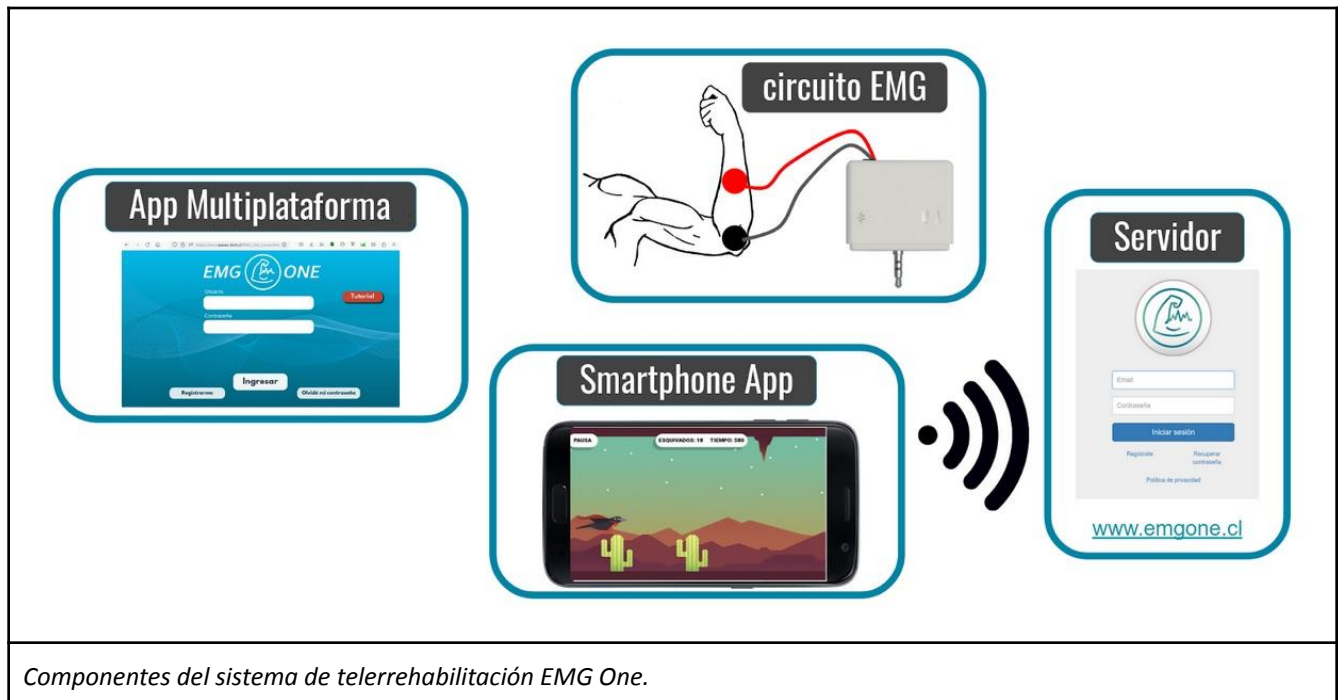 circuito EMG
App Multiplataforma
EMG ONE
Usuario
Tutorial
Contraseña
Ingresar
Registrarme
Olvidé mi contraseña
Smartphone App
PAUSA
ESQUIVADOS: 18 TIEMPO: 580
Servidor
Email
Contraseña
Iniciar sesión
Regístrate
Recuperar
contraseña
Política de privacidad
www.emgone.cl
Componentes del sistema de telerrehabilitación EMG One.